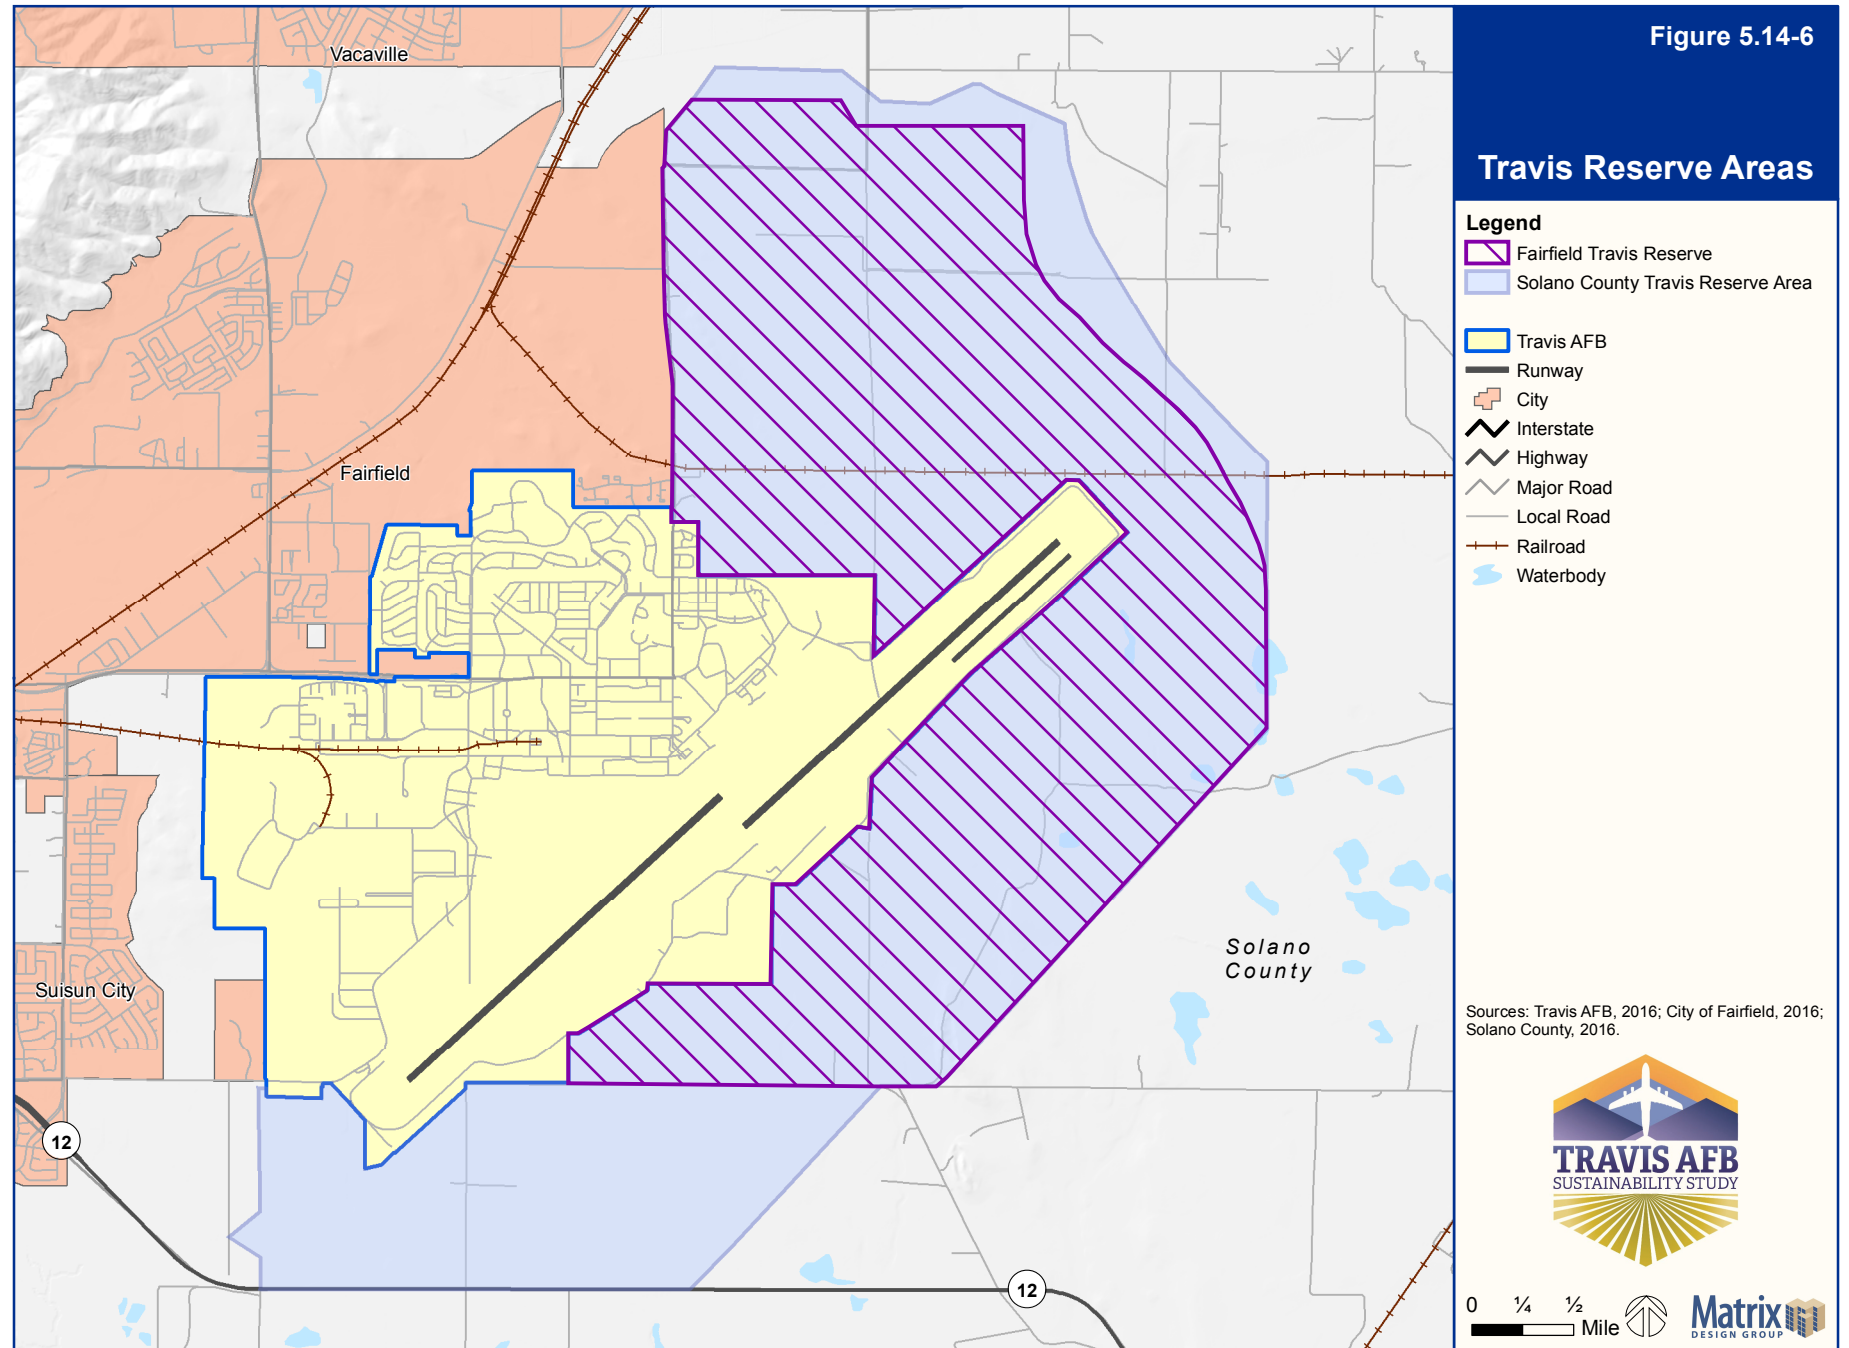 Figure 5.14-6
Travis Reserve Areas
Legend
Fairfield Travis Reserve
Solano County Travis Reserve Area
Travis AFB
Runway
City
Interstate
Highway
Major Road
Local Road
Railroad
Waterbody
Vacaville
Fairfield
Suisun City
Solano
County
12
12
Sources: Travis AFB, 2016; City of Fairfield, 2016;
Solano County, 2016.
TRAVIS AFB
SUSTAINABILITY STUDY
0 ¼ ½
Mile
Matrix
DESIGN GROUP